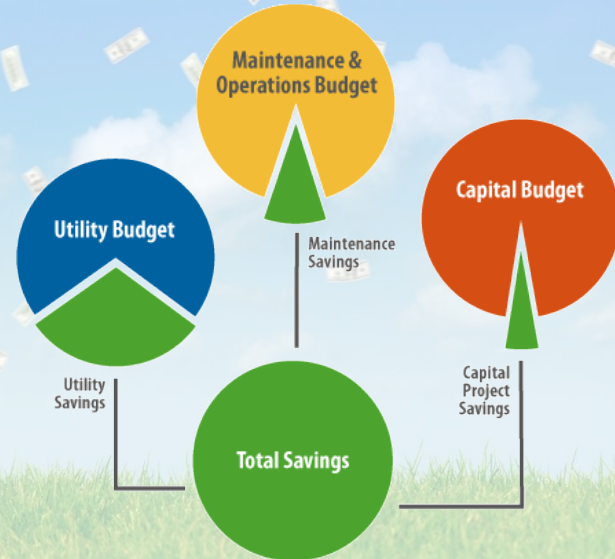 Maintenance &
Operations Budget
Utility Budget
Capital Budget
Maintenance
Savings
Utility
Savings
Capital
Project
Savings
Total Savings